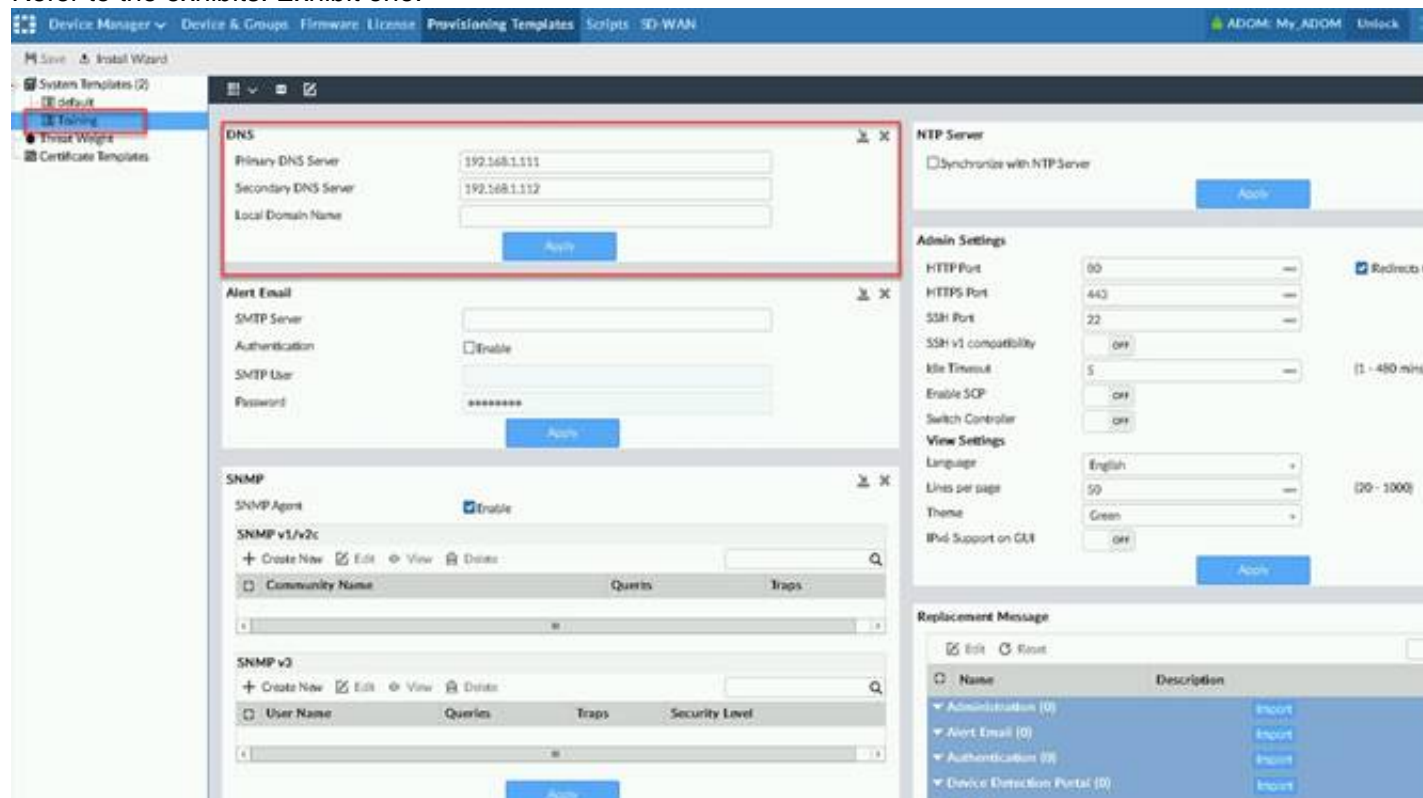 Device Manager Device & Groups Firmware License Provisioning Templates Scripts SD-WAN ADOM: My_ADOM Unlock
Save Install Wizard
System Templates (2)
default
Training
Threat Weight
Certificate Templates
DNS
Primary DNS Server 192.168.1.111
Secondary DNS Server 192.168.1.112
Local Domain Name
Apply
Alert Email
SMTP Server
Authentication Enable
SMTP User
Password ********
Apply
SNMP
SNMP Agent Enable
SNMP v1/v2c
+ Create New Edit View Delete
Community Name Queries Traps
SNMP v3
+ Create New Edit View Delete
User Name Queries Traps Security Level
Apply
NTP Server
Synchronize with NTP Server
Apply
Admin Settings
HTTP Port 80 Redirects
HTTPS Port 443
SSH Port 22
SSH v1 compatibility OFF
Idle Timeout 5 (1 - 480 mins
Enable SCP OFF
Switch Controller OFF
View Settings
Language English
Lines per page 50 (20 - 1000)
Theme Green
IPv6 Support on GUI OFF
Apply
Replacement Message
Edit Reset
Name Description
Administration (0) Import
Alert Email (0) Import
Authentication (0) Import
Device Detection Portal (0) Import